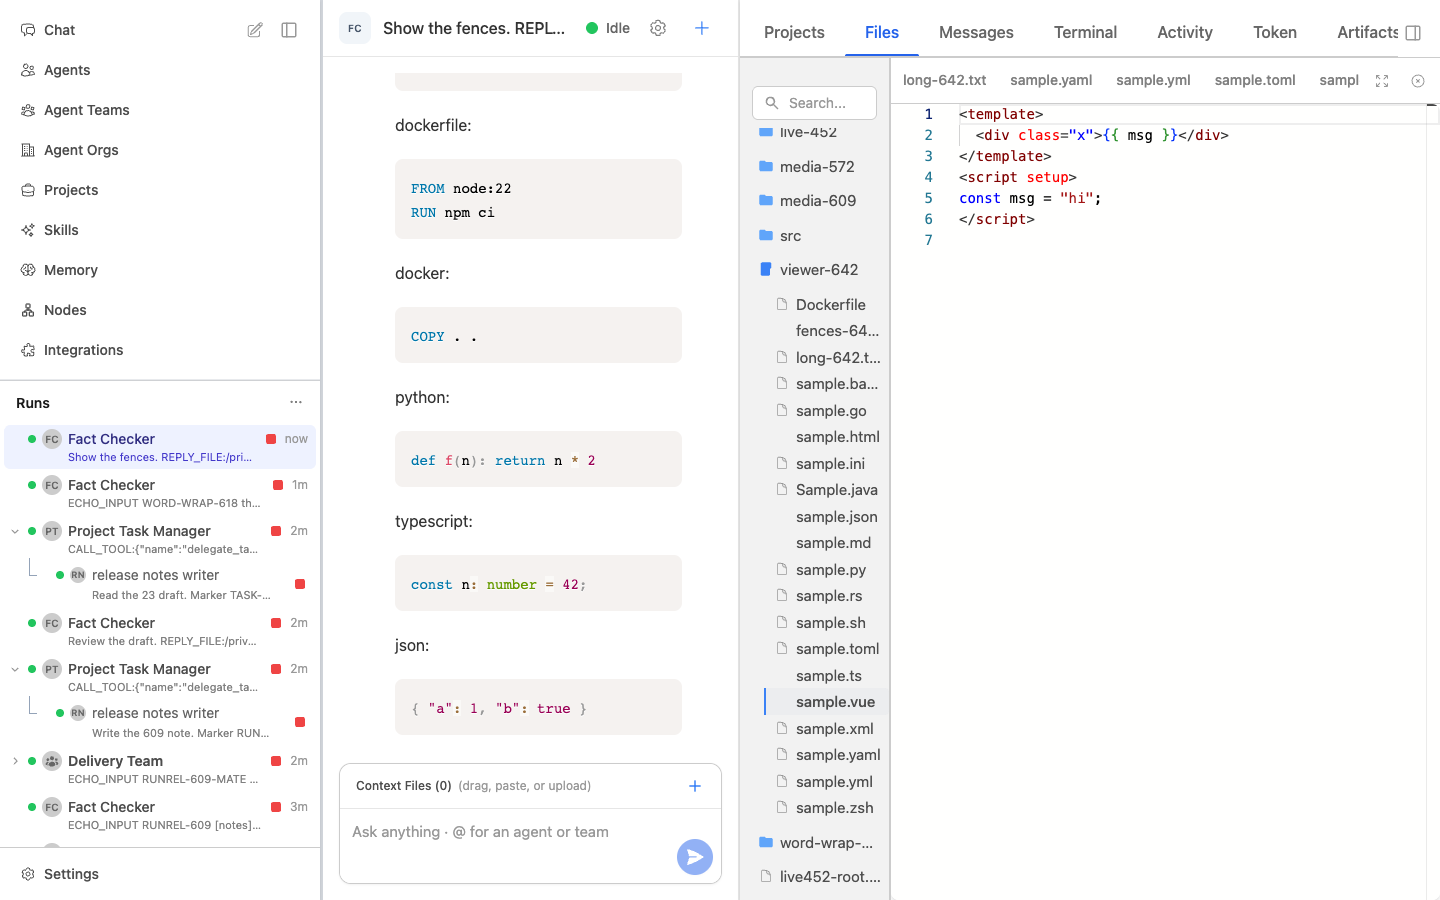 Chat
Agents
Agent Teams
Agent Orgs
Projects
Skills
Memory
Nodes
Integrations
Runs
FC Fact Checker now
Show the fences. REPLY_FILE:/pri...
FC Fact Checker 1m
ECHO_INPUT WORD-WRAP-618 th...
PT Project Task Manager 2m
CALL_TOOL:{"name":"delegate_ta...
RN release notes writer
Read the 23 draft. Marker TASK-...
FC Fact Checker 2m
Review the draft. REPLY_FILE:/priv...
PT Project Task Manager 2m
CALL_TOOL:{"name":"delegate_ta...
RN release notes writer
Write the 609 note. Marker RUN...
Delivery Team 2m
ECHO_INPUT RUNREL-609-MATE ...
FC Fact Checker 3m
ECHO_INPUT RUNREL-609 [notes]...
Settings
FC Show the fences. REPL... Idle
dockerfile:
FROM node:22
RUN npm ci
docker:
COPY . .
python:
def f(n): return n * 2
typescript:
const n: number = 42;
json:
{ "a": 1, "b": true }
Context Files (0) (drag, paste, or upload)
Ask anything · @ for an agent or team
Projects Files Messages Terminal Activity Token Artifacts
Search...
live-452
media-572
media-609
src
viewer-642
Dockerfile
fences-64...
long-642.t...
sample.ba...
sample.go
sample.html
sample.ini
Sample.java
sample.json
sample.md
sample.py
sample.rs
sample.sh
sample.toml
sample.ts
sample.vue
sample.xml
sample.yaml
sample.yml
sample.zsh
word-wrap-...
live452-root....
long-642.txt sample.yaml sample.yml sample.toml sampl
1 <template>
2 <div class="x">{{ msg }}</div>
3 </template>
4 <script setup>
5 const msg = "hi";
6 </script>
7